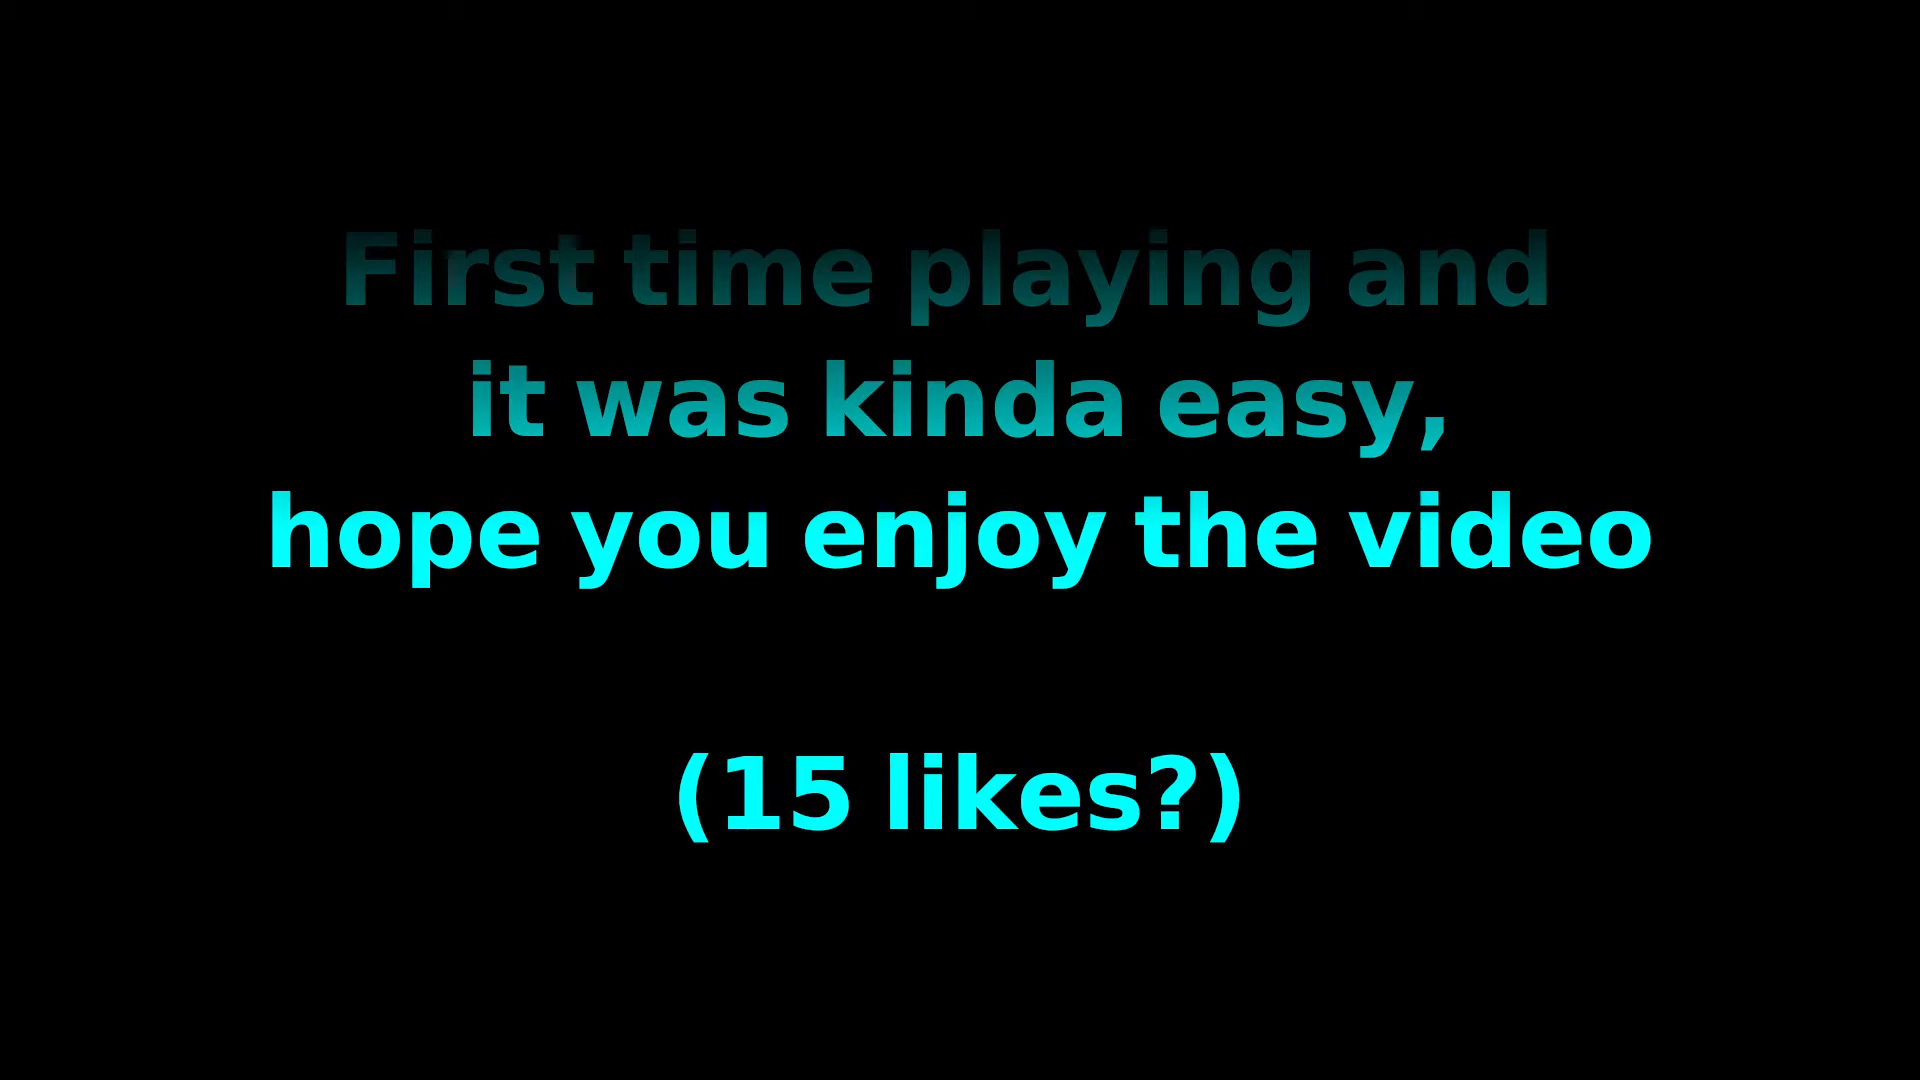 First time playing and
it was kinda easy,
hope you enjoy the video
(15 likes?)